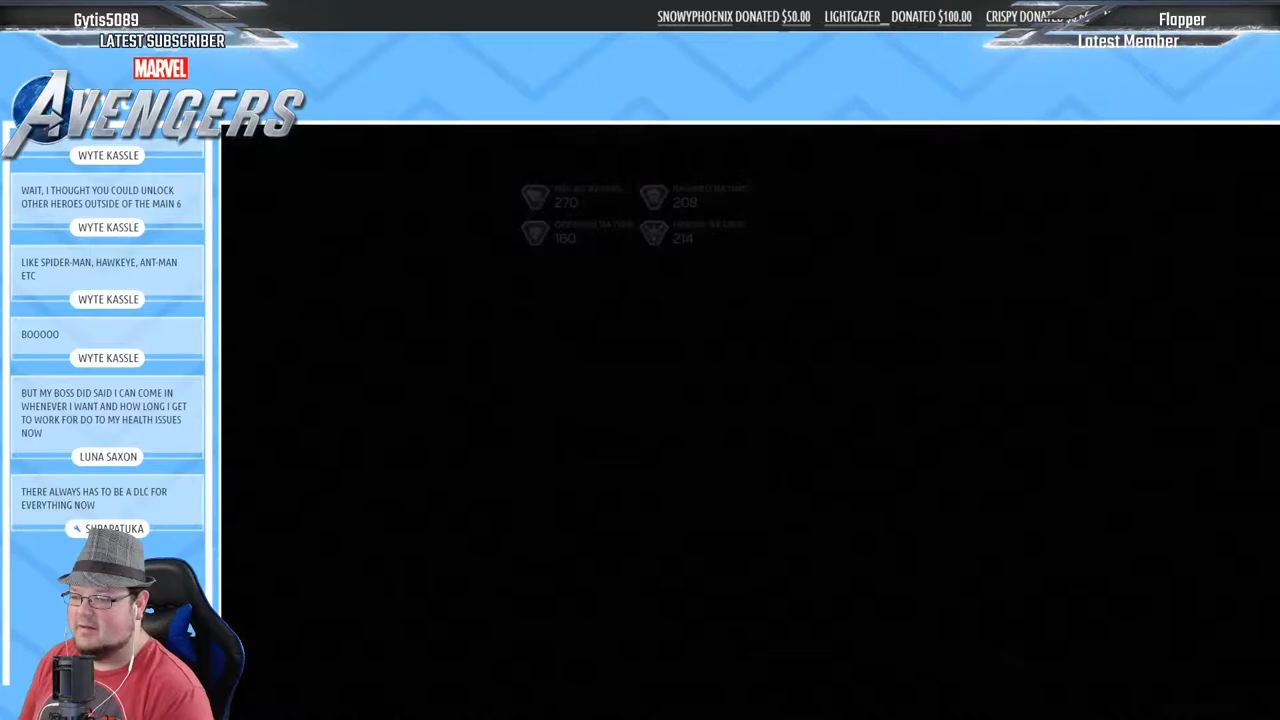 Gytis5089
LATEST SUBSCRIBER
SNOWYPHOENIX DONATED $50.00 LIGHTGAZER_ DONATED $100.00 CRISPY
Flapper
Latest Member
MARVEL
AVENGERS
WYTE KASSLE
WAIT, I THOUGHT YOU COULD UNLOCK
OTHER HEROES OUTSIDE OF THE MAIN 6
WYTE KASSLE
LIKE SPIDER-MAN, HAWKEYE, ANT-MAN
ETC
WYTE KASSLE
BOOOOO
WYTE KASSLE
BUT MY BOSS DID SAID I CAN COME IN
WHENEVER I WANT AND HOW LONG I GET
TO WORK FOR DO TO MY HEALTH ISSUES
NOW
LUNA SAXON
THERE ALWAYS HAS TO BE A DLC FOR
EVERYTHING NOW
270
208
160
214